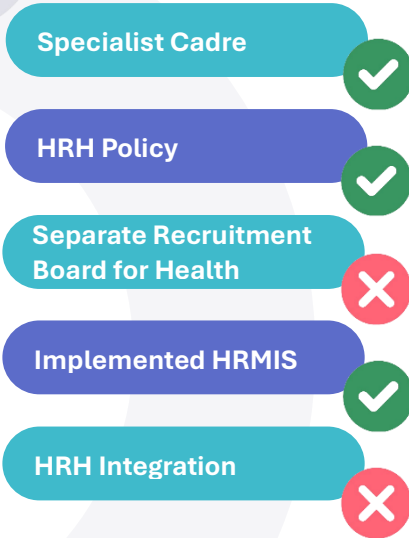 Specialist Cadre
HRH Policy
Separate Recruitment
Board for Health
Implemented HRMIS
HRH Integration